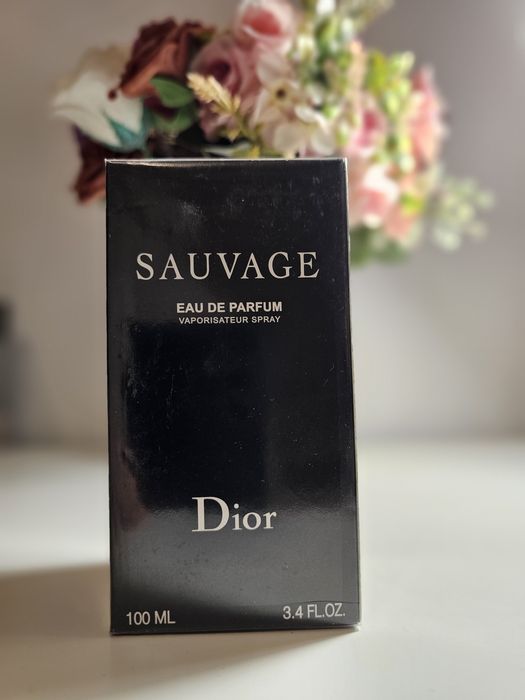 SAUVAGE
EAU DE PARFUM
VAPORISATEUR SPRAY
Dior
100 ML 3.4 FL.OZ.